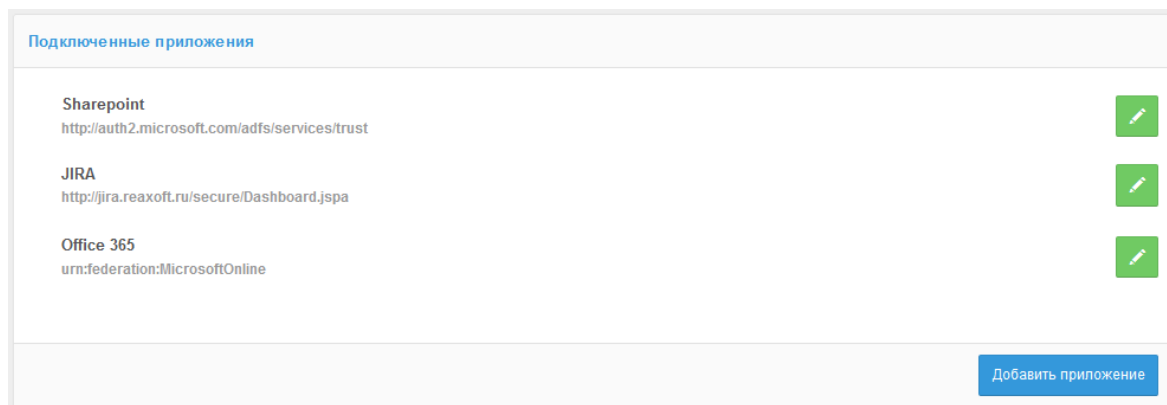 Подключенные приложения
Sharepoint
http://auth2.microsoft.com/adfs/services/trust
JIRA
http://jira.reaxoft.ru/secure/Dashboard.jspa
Office 365
urn:federation:MicrosoftOnline
Добавить приложение